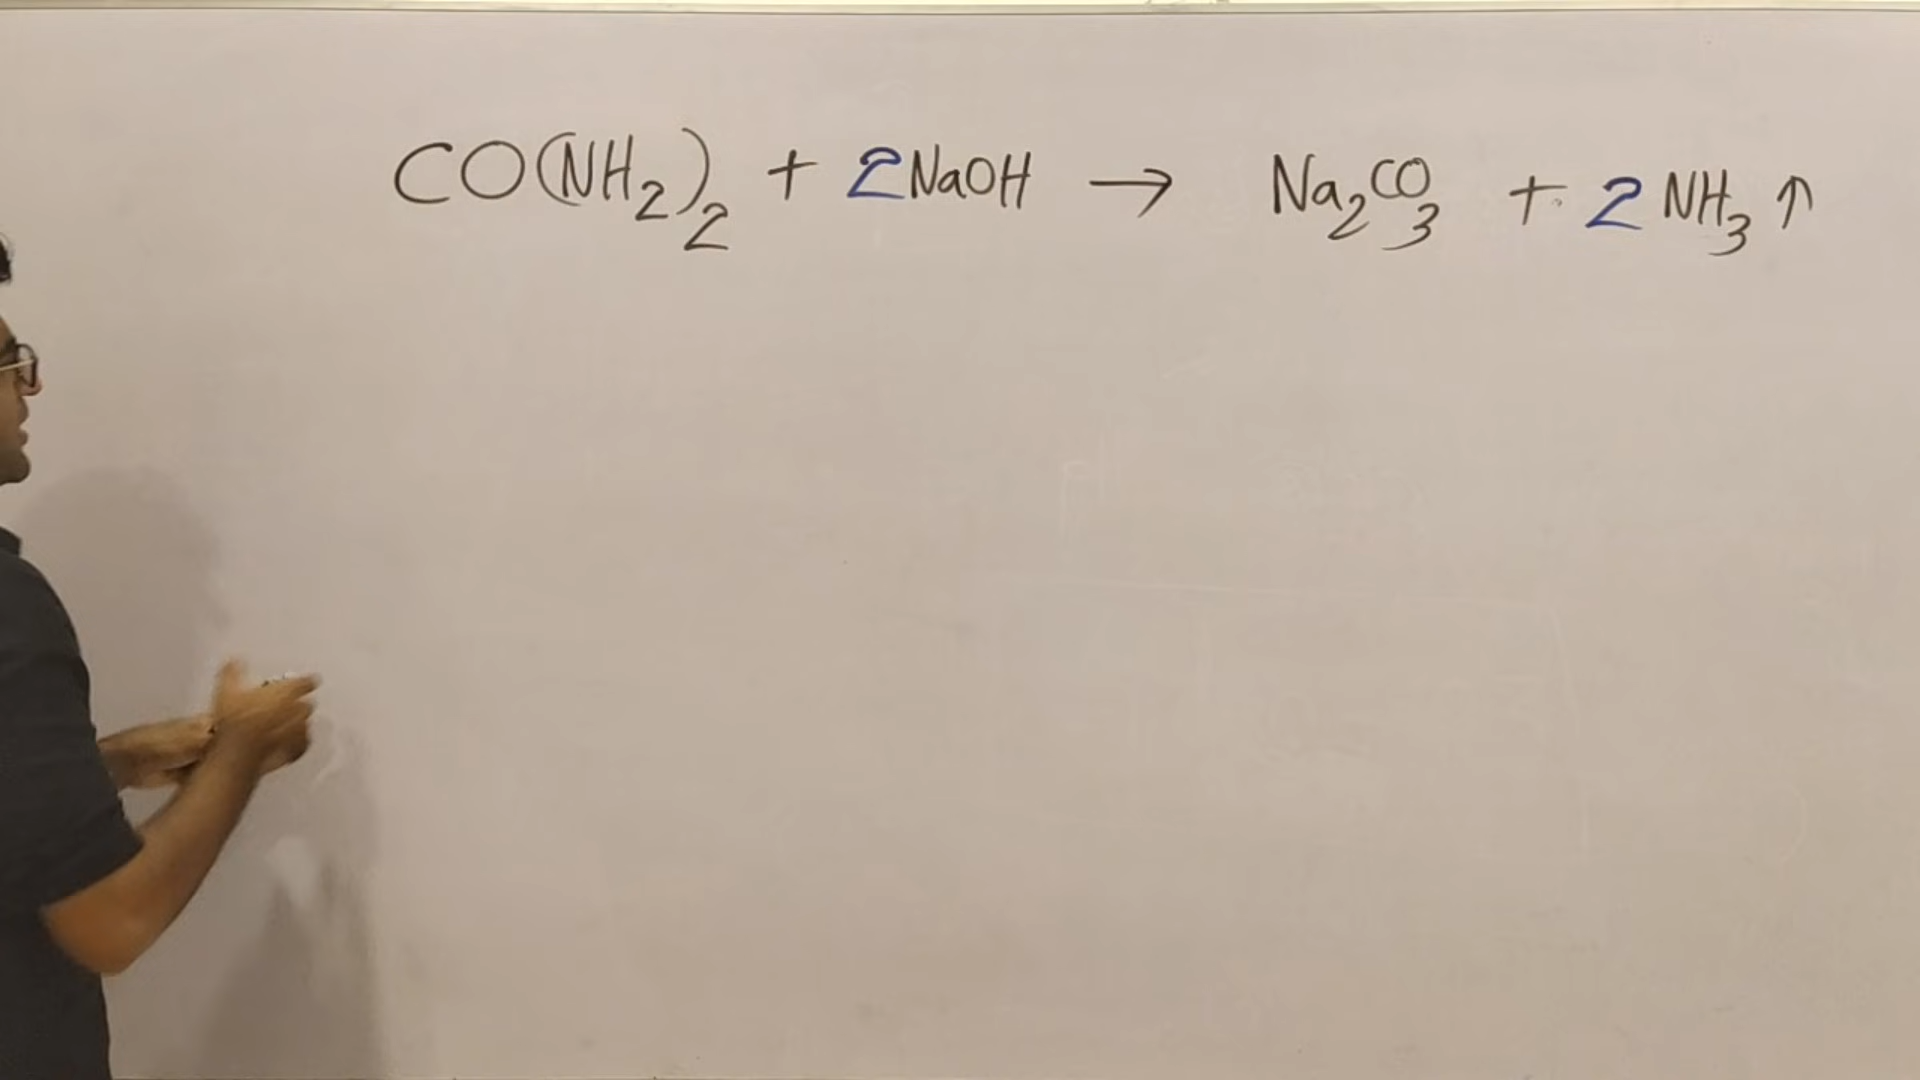 CO(NH₂)₂ + 2NaOH → Na₂CO₃ + 2NH₃ ↑